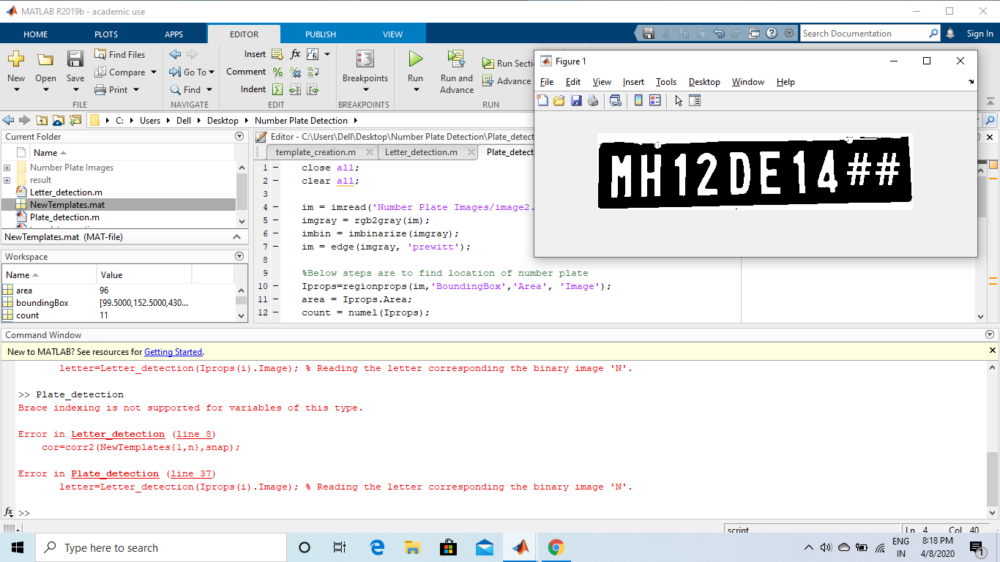 MATLAB R2019b - academic use
HOME PLOTS APPS EDITOR PUBLISH VIEW Search Documentation Sign In
New Open Save Find Files Compare Print
Go To Find
Insert fx Comment Indent
Breakpoints
Run Run and Advance Run Advance
FILE NAVIGATE EDIT BREAKPOINTS RUN
C: Users Dell Desktop Number Plate Detection
Current Folder
Name
Number Plate Images
result
Letter_detection.m
NewTemplates.mat
Plate_detection.m
NewTemplates.mat (MAT-file)
Workspace
Name Value
area 96
boundingBox [99.5000,152.5000,430...
count 11
Editor - C:\Users\Dell\Desktop\Number Plate Detection\Plate_detect
template_creation.m Letter_detection.m Plate_detect
1 close all;
2 clear all;
3
4 im = imread('Number Plate Images/image2.
5 imgray = rgb2gray(im);
6 imbin = imbinarize(imgray);
7 im = edge(imgray, 'prewitt');
8
9 %Below steps are to find location of number plate
10 Iprops=regionprops(im,'BoundingBox','Area', 'Image');
11 area = Iprops.Area;
12 count = numel(Iprops);
Figure 1
File Edit View Insert Tools Desktop Window Help
MH12DE14##
Command Window
New to MATLAB? See resources for Getting Started.
letter=Letter_detection(Iprops(i).Image); % Reading the letter corresponding the binary image 'N'.
>> Plate_detection
Brace indexing is not supported for variables of this type.
Error in Letter_detection (line 8)
cor=corr2(NewTemplates{1,n},snap);
Error in Plate_detection (line 37)
letter=Letter_detection(Iprops(i).Image); % Reading the letter corresponding the binary image 'N'.
fx >>
script Ln 4 Col 40
Type here to search
ENG
IN
8:18 PM
4/8/2020
1